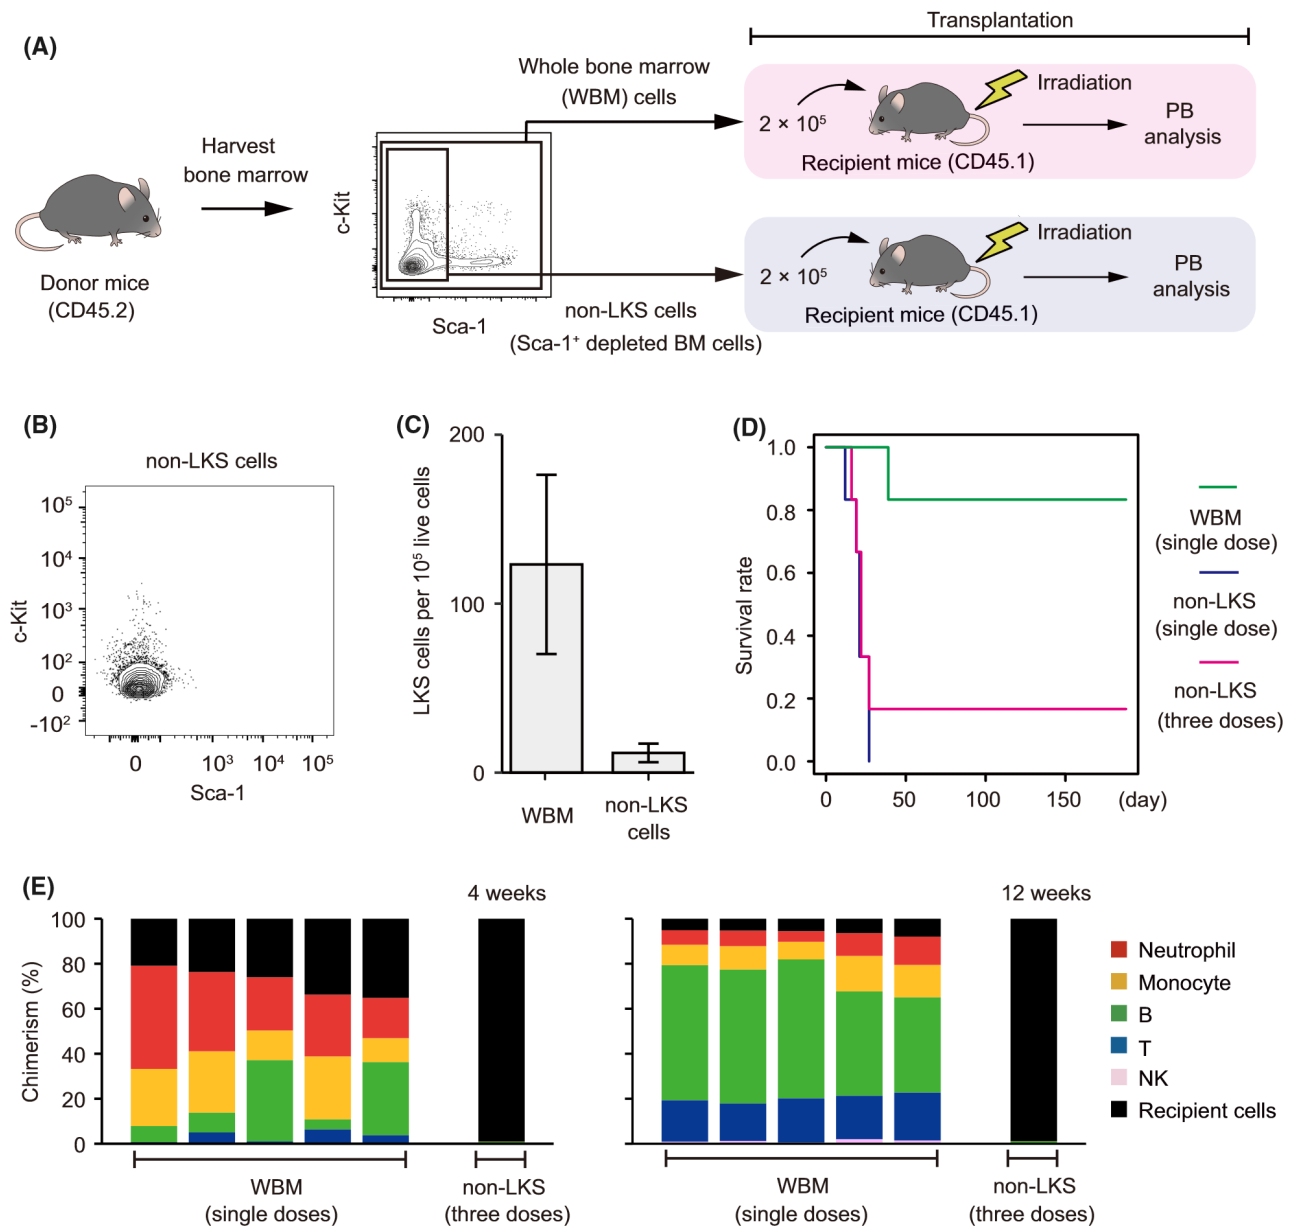 (A)
Transplantation
Harvest
bone marrow
Donor mice
(CD45.2)
c-Kit
Sca-1
Whole bone marrow
(WBM) cells
non-LKS cells
(Sca-1⁺ depleted BM cells)
2 × 10⁵
Irradiation
Recipient mice (CD45.1)
PB
analysis
2 × 10⁵
Irradiation
Recipient mice (CD45.1)
PB
analysis
(B)
non-LKS cells
c-Kit
10⁵
10⁴
10³
10²
0
-10²
0
10³
10⁴
10⁵
Sca-1
(C)
LKS cells per 10⁵ live cells
200
100
0
WBM
non-LKS
cells
(D)
Survival rate
1.0
0.8
0.6
0.4
0.2
0.0
0
50
100
150
(day)
WBM
(single dose)
non-LKS
(single dose)
non-LKS
(three doses)
(E)
Chimerism (%)
100
80
60
40
20
0
4 weeks
WBM
(single doses)
non-LKS
(three doses)
12 weeks
WBM
(single doses)
non-LKS
(three doses)
Neutrophil
Monocyte
B
T
NK
Recipient cells